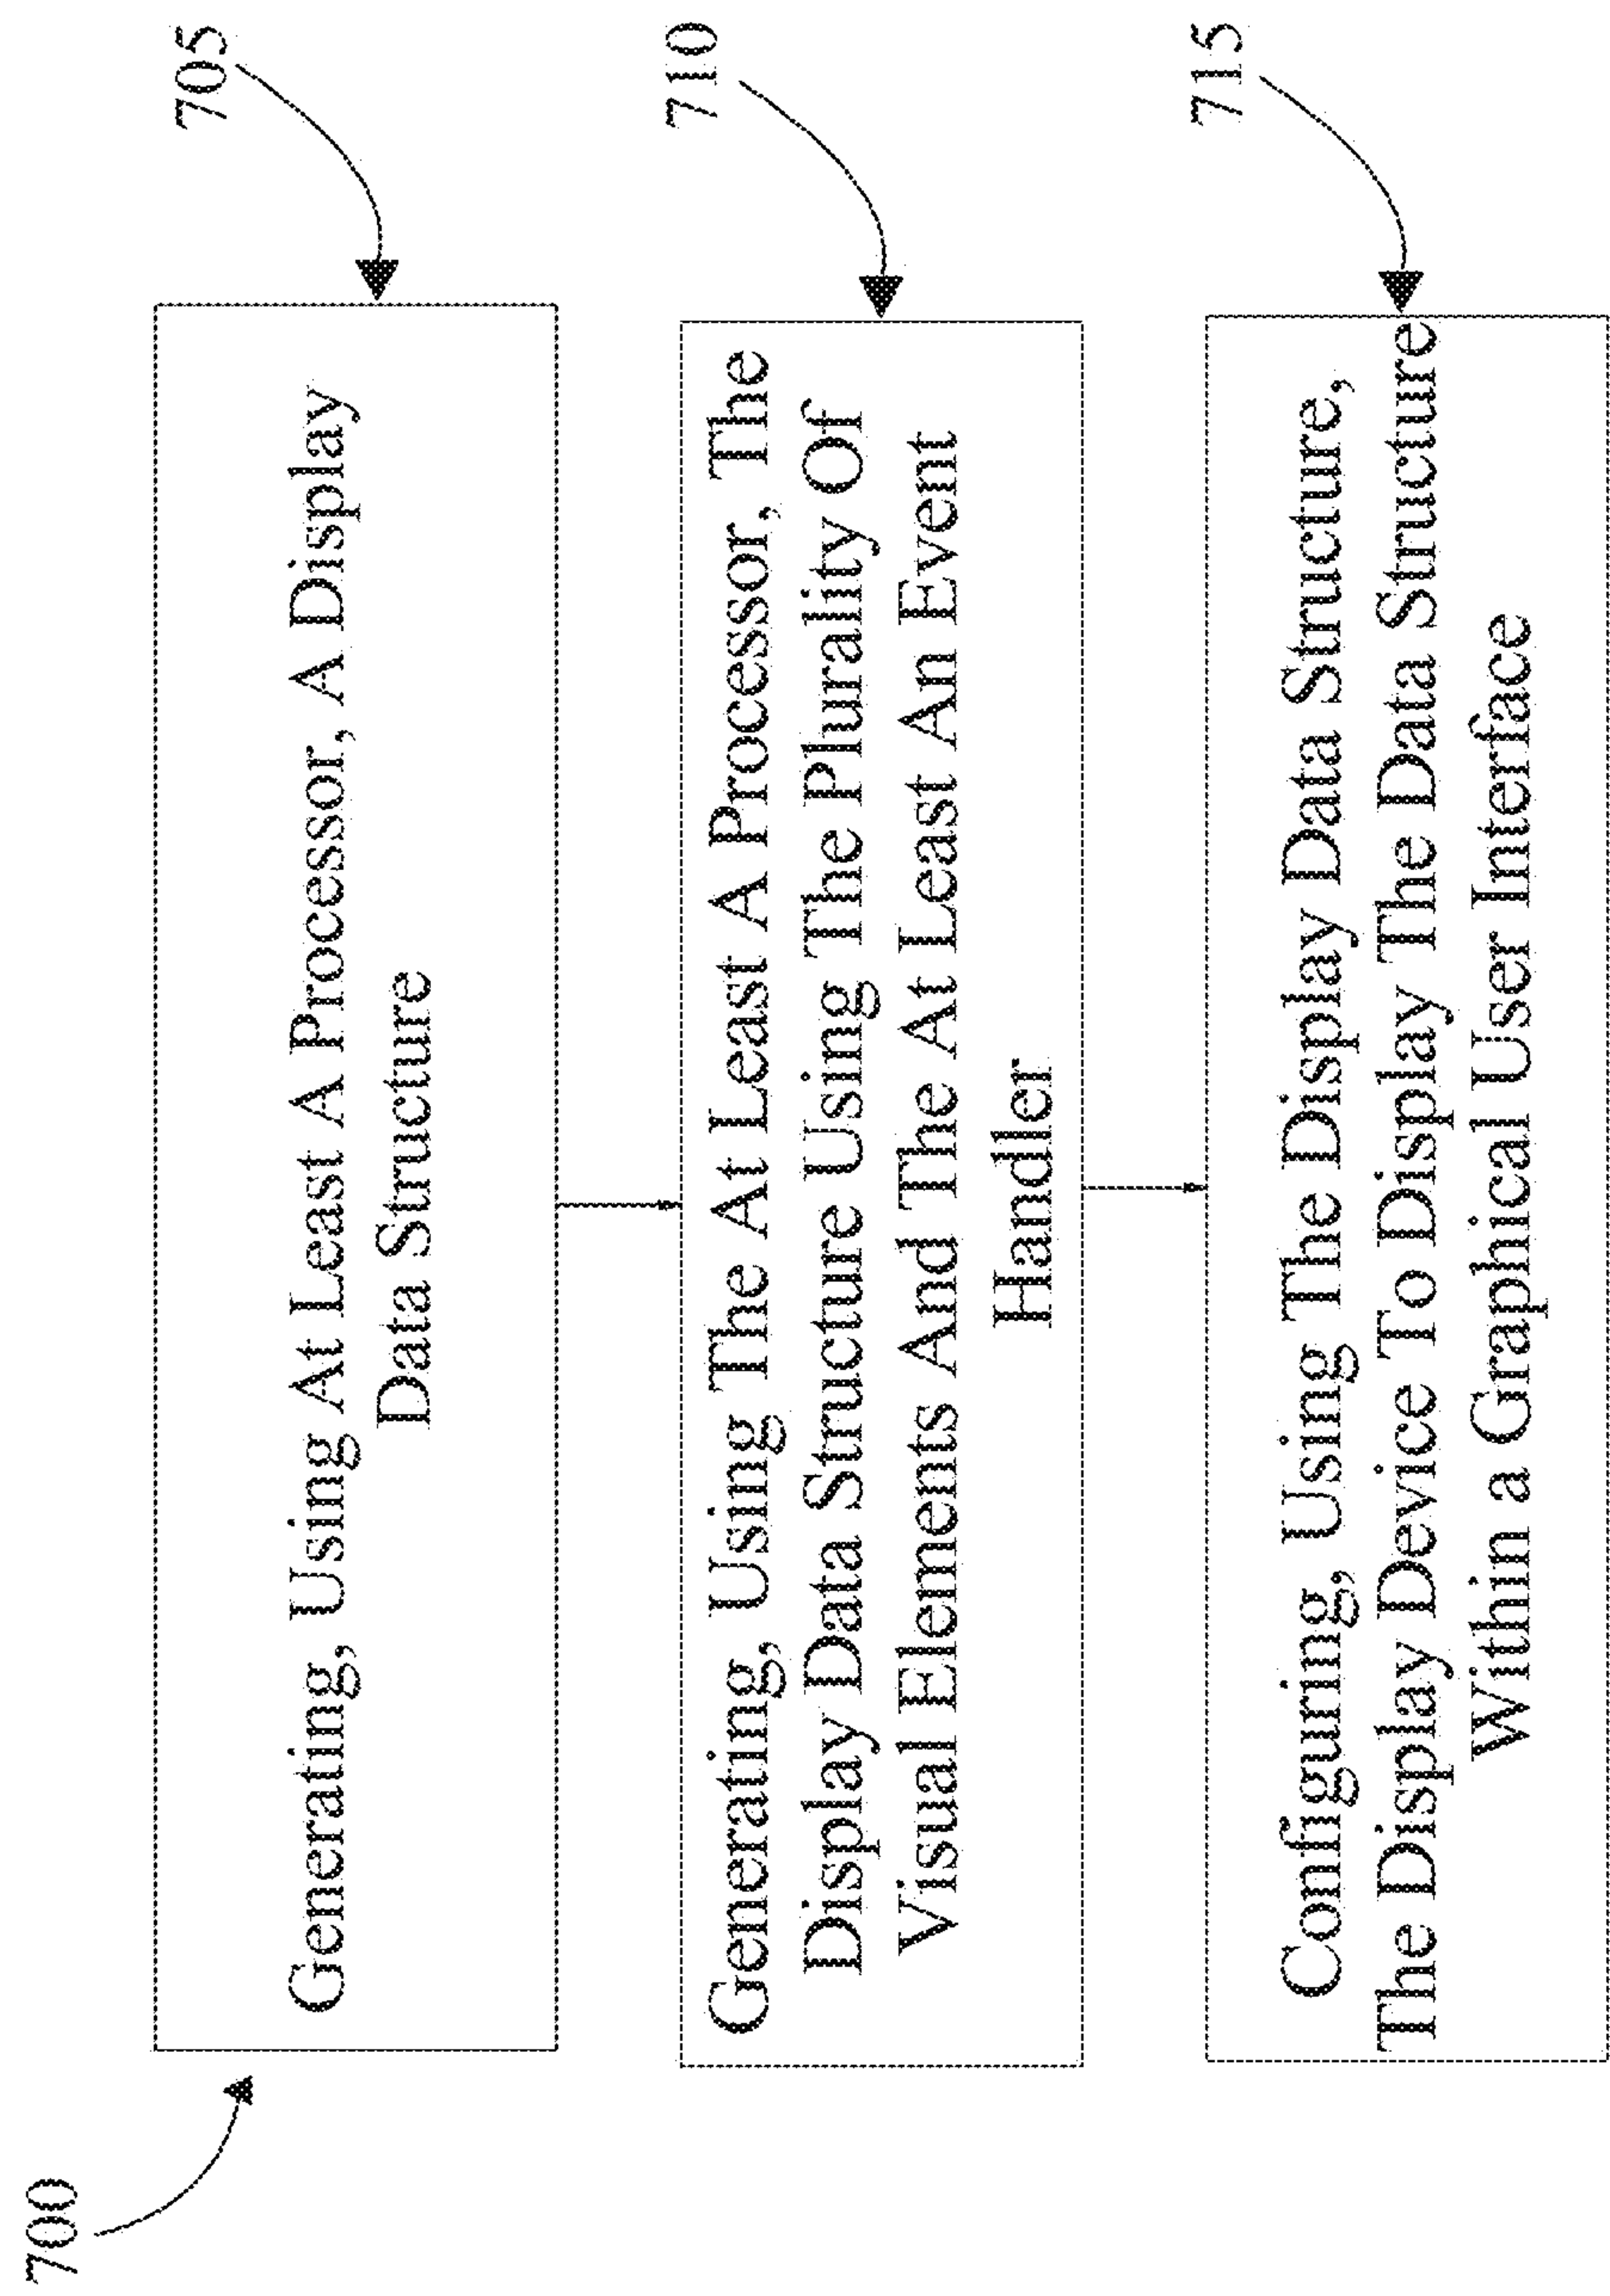 700
705
Generating, Using At Least A Processor, A Display
Data Structure
710
Generating, Using The At Least A Processor, The
Display Data Structure Using The Plurality Of
Visual Elements And The At Least An Event
Handler
715
Configuring, Using The Display Data Structure,
The Display Device To Display The Data Structure
Within a Graphical User Interface